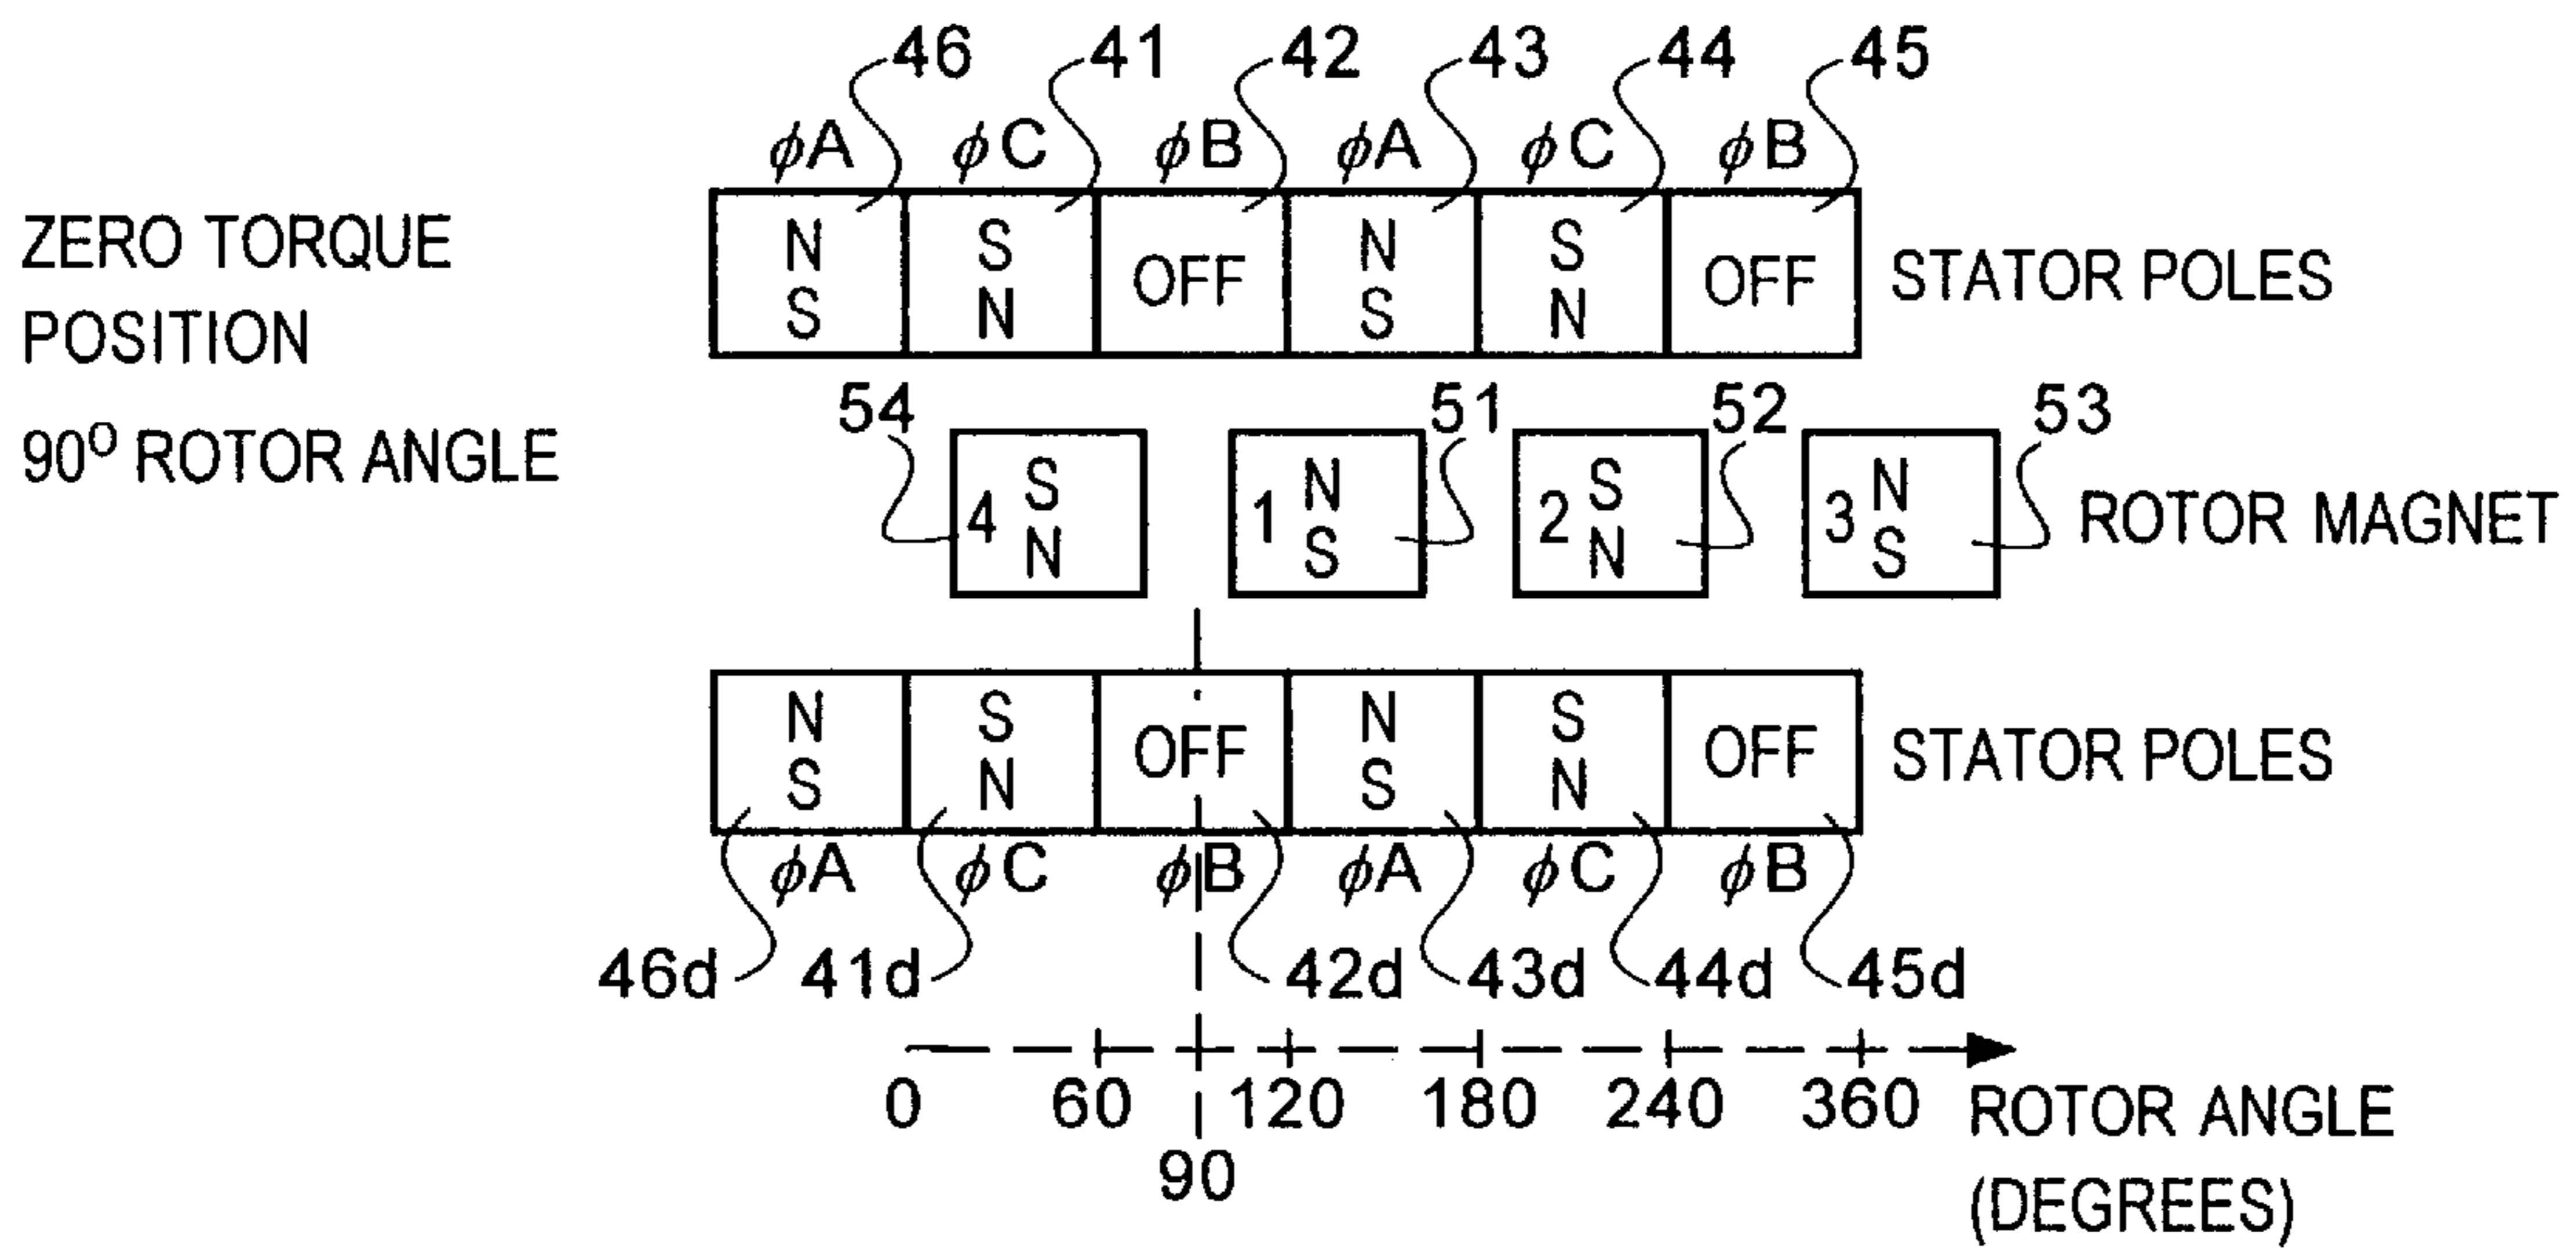 46 41 42 43 44 45
ϕA ϕC ϕB ϕA ϕC ϕB
ZERO TORQUE
POSITION
90° ROTOR ANGLE
N S OFF N S OFF
S N S N
STATOR POLES
54 51 52 53
4 S N
1 N S
2 S N
3 N S
ROTOR MAGNET
N S OFF N S OFF
S N S N
STATOR POLES
ϕA ϕC ϕB ϕA ϕC ϕB
46d 41d 42d 43d 44d 45d
0 60 120 180 240 360
90
ROTOR ANGLE
(DEGREES)